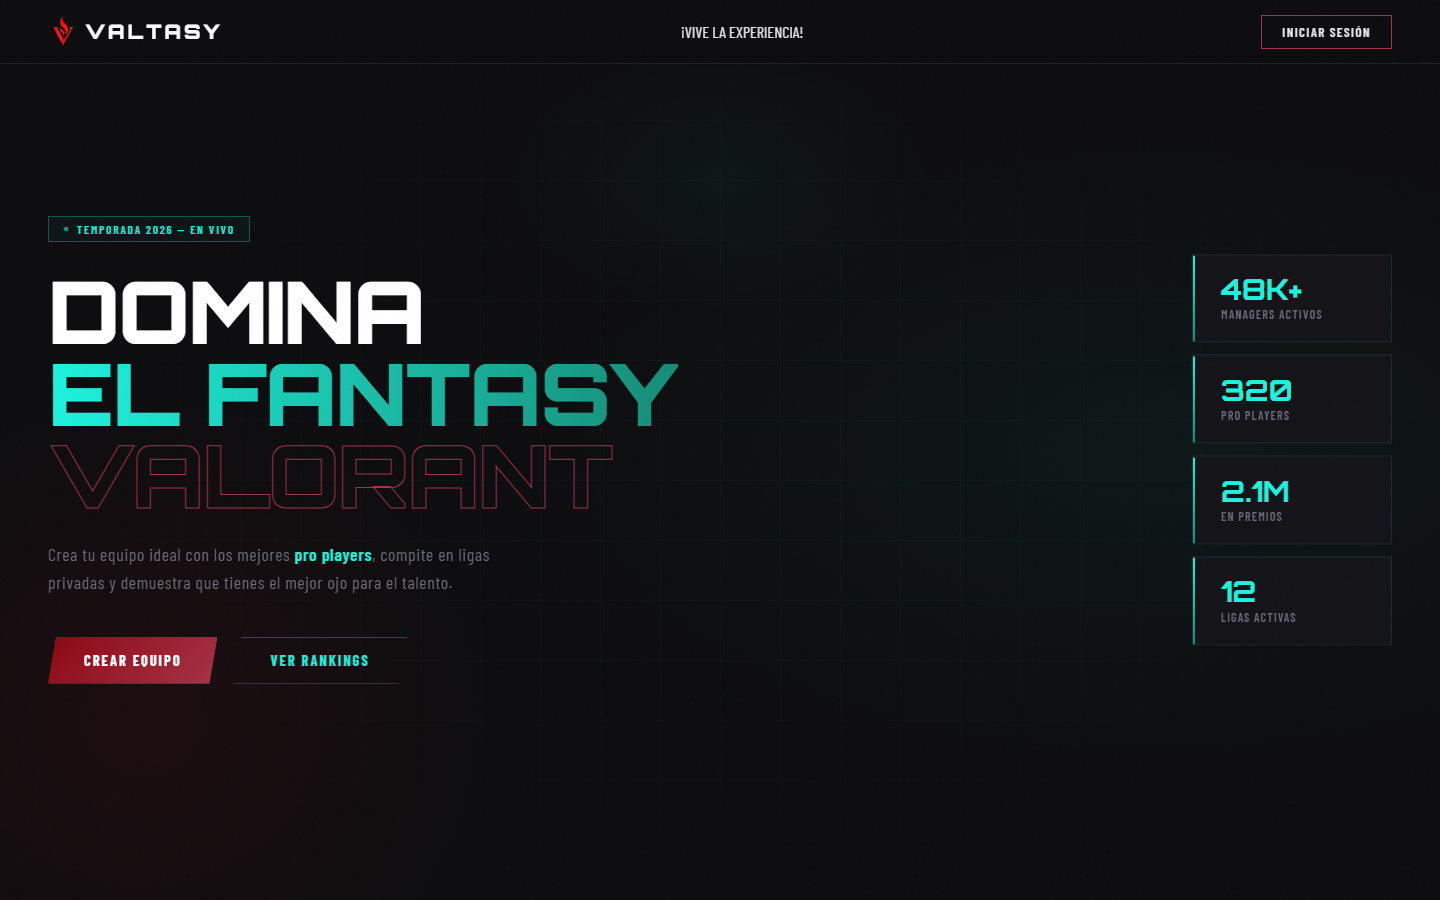 VALTASY
¡VIVE LA EXPERIENCIA!
INICIAR SESIÓN
TEMPORADA 2026 — EN VIVO
DOMINA
EL FANTASY
VALORANT
Crea tu equipo ideal con los mejores pro players, compite en ligas
privadas y demuestra que tienes el mejor ojo para el talento.
CREAR EQUIPO
VER RANKINGS
48K+
MANAGERS ACTIVOS
320
PRO PLAYERS
2.1M
EN PREMIOS
12
LIGAS ACTIVAS